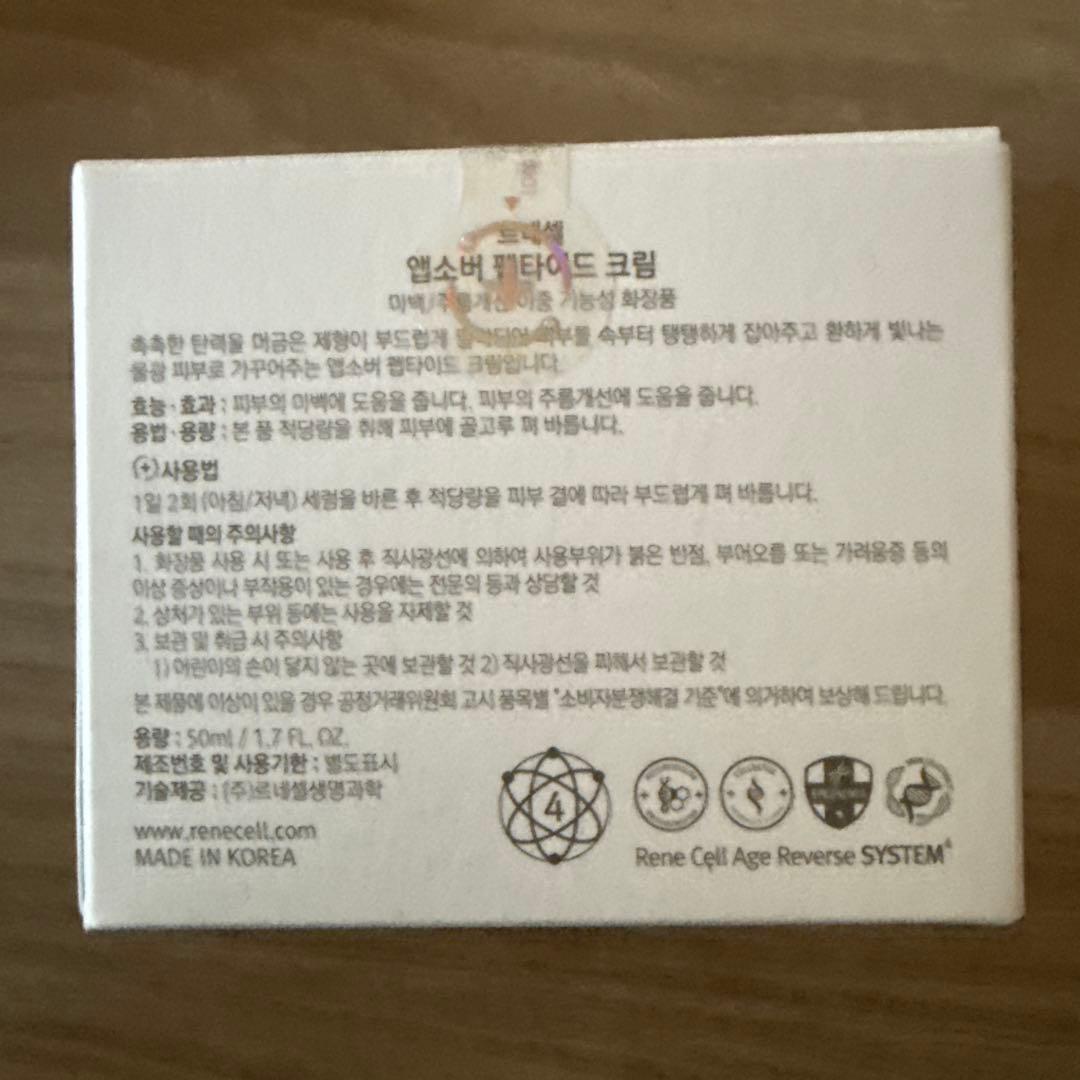 르네셀
앱소버 펩타이드 크림
미백/주름개선 이중 기능성 화장품
촉촉한 탄력을 머금은 제형이 부드럽게 밀착되어 피부를 속부터 탱탱하게 잡아주고 환하게 빛나는
물광 피부로 가꾸어주는 앱소버 펩타이드 크림입니다.
효능·효과 : 피부의 미백에 도움을 줍니다. 피부의 주름개선에 도움을 줍니다.
용법·용량 : 본 품 적당량을 취해 피부에 골고루 펴 바릅니다.
사용법
1일 2회 (아침/저녁) 세럼을 바른 후 적당량을 피부 결에 따라 부드럽게 펴 바릅니다.
사용할 때의 주의사항
1. 화장품 사용 시 또는 사용 후 직사광선에 의하여 사용부위가 붉은 반점, 부어오름 또는 가려움증 등의
이상 증상이나 부작용이 있는 경우에는 전문의 등과 상담할 것
2. 상처가 있는 부위 등에는 사용을 자제할 것
3. 보관 및 취급 시 주의사항
1) 어린이의 손이 닿지 않는 곳에 보관할 것 2) 직사광선을 피해서 보관할 것
본 제품에 이상이 있을 경우 공정거래위원회 고시 품목별 "소비자분쟁해결 기준"에 의거하여 보상해 드립니다.
용량 : 50ml / 1.7 FL. OZ.
제조번호 및 사용기한 : 별도표시
기술제공 : (주)르네셀생명과학
www.renecell.com
MADE IN KOREA
4
Rene Cell Age Reverse SYSTEM⁴